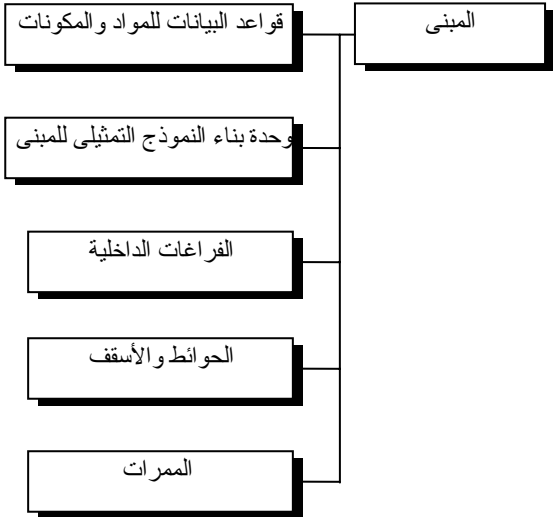 المبنى
قواعد البيانات للمواد والمكونات
وحدة بناء النموذج التمثيلى للمبنى
الفراغات الداخلية
الحوائط والأسقف
الممرات